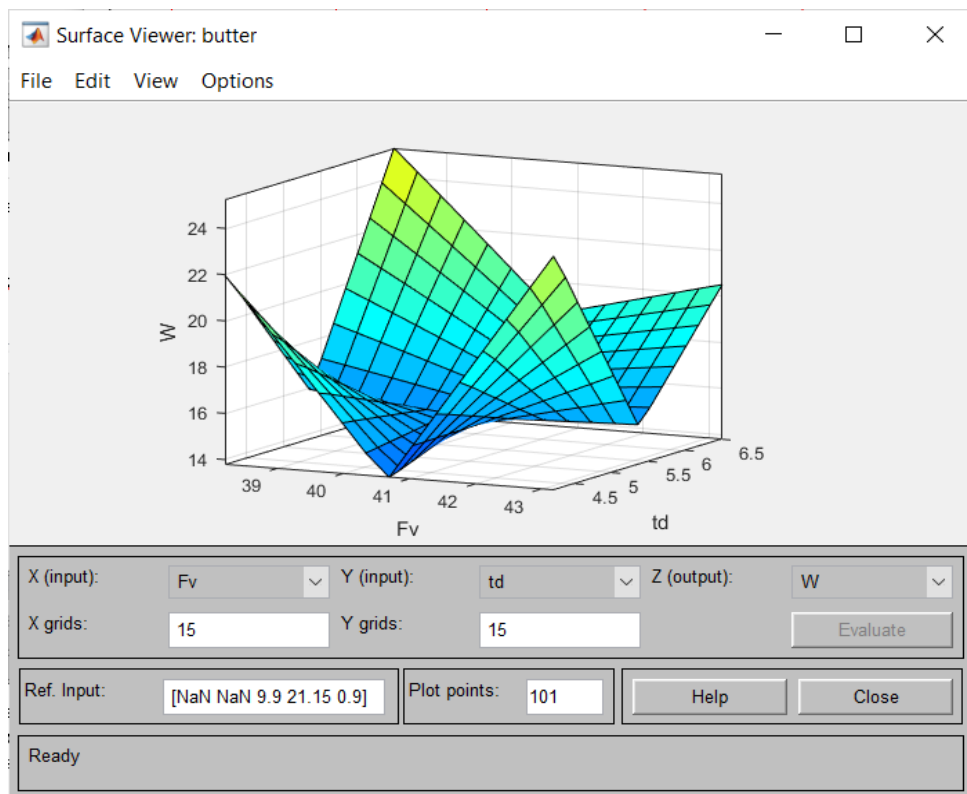 Surface Viewer: butter
File Edit View Options
24
22
20
18
16
14
W
39 40 41 42 43
Fv
4.5 5 5.5 6 6.5
td
X (input): Fv Y (input): td Z (output): W
X grids: 15 Y grids: 15 Evaluate
Ref. Input: [NaN NaN 9.9 21.15 0.9] Plot points: 101 Help Close
Ready